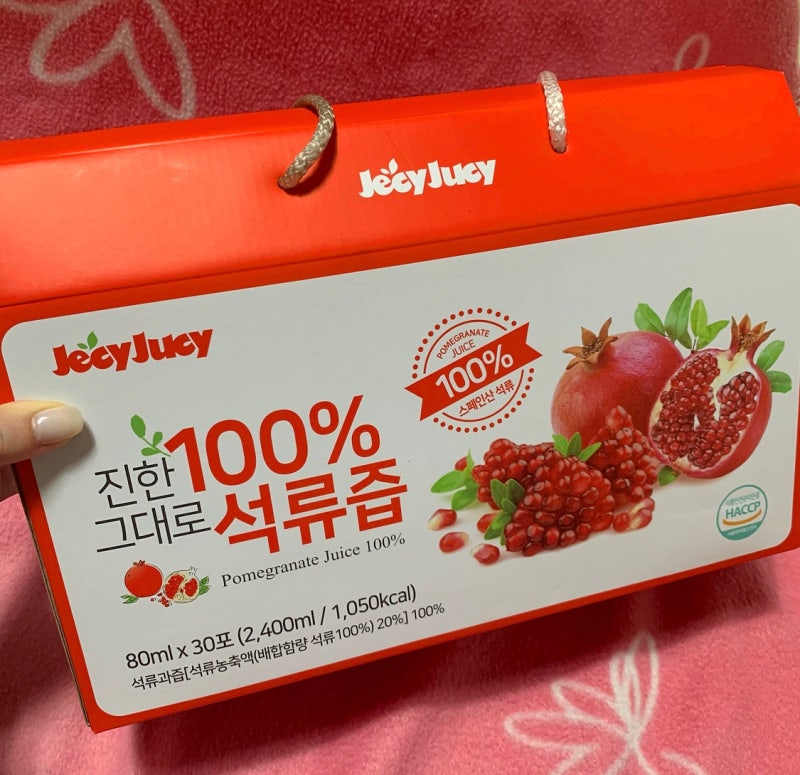 JecyJucy
JecyJucy
POMEGRANATE
JUICE
100%
스페인산 석류
진한 100%
그대로 석류즙
Pomegranate Juice 100%
HACCP
80ml x 30포 (2,400ml / 1,050kcal)
석류과즙[석류농축액(배합함량 석류100%) 20%] 100%